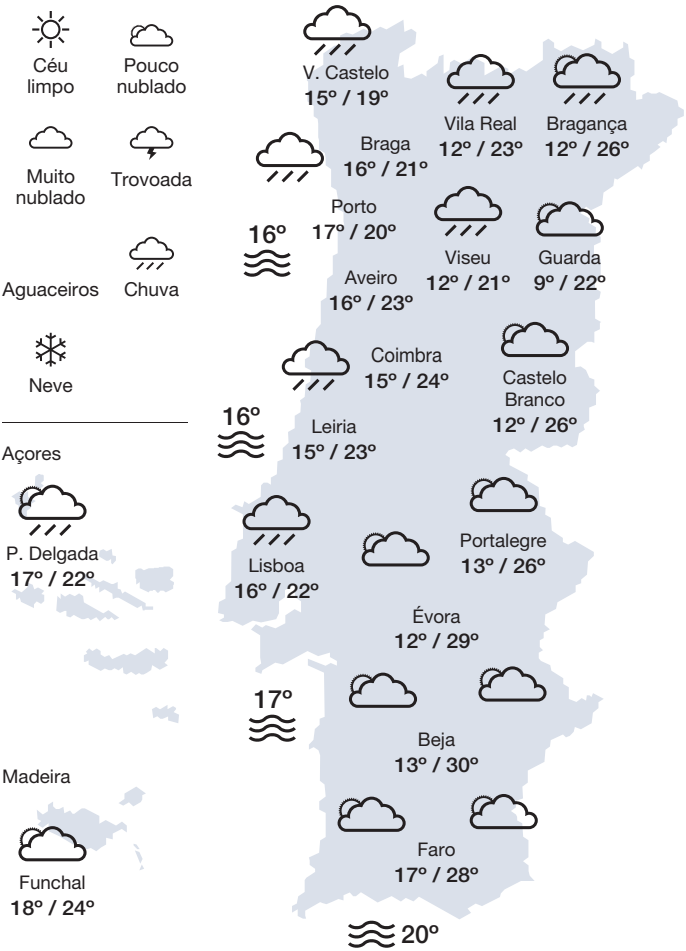 Céu
limpo
Pouco
nublado
Muito
nublado
Trovoada
Aguaceiros
Chuva
Neve
V. Castelo
15º / 19º
Vila Real
12º / 23º
Bragança
12º / 26º
Braga
16º / 21º
Porto
17º / 20º
16º
Viseu
12º / 21º
Guarda
9º / 22º
Aveiro
16º / 23º
Coimbra
15º / 24º
Castelo
Branco
12º / 26º
16º
Leiria
15º / 23º
Açores
P. Delgada
17º / 22º
Lisboa
16º / 22º
Portalegre
13º / 26º
Évora
12º / 29º
17º
Beja
13º / 30º
Madeira
Funchal
18º / 24º
Faro
17º / 28º
20º